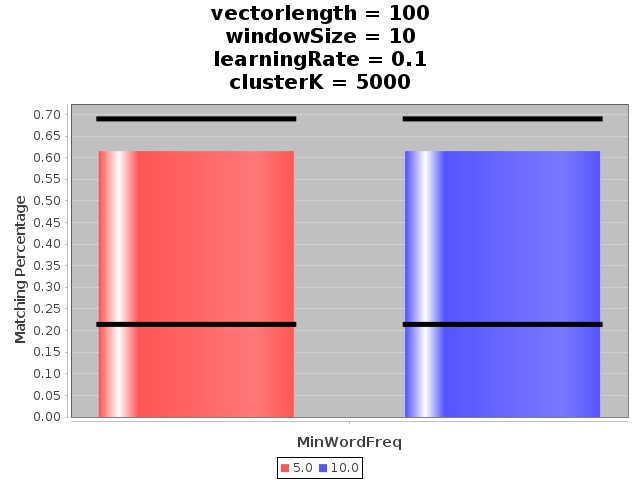 vectorlength = 100
windowSize = 10
learningRate = 0.1
clusterK = 5000
Matching Percentage
0.70
0.65
0.60
0.55
0.50
0.45
0.40
0.35
0.30
0.25
0.20
0.15
0.10
0.05
0.00
MinWordFreq
5.0 10.0